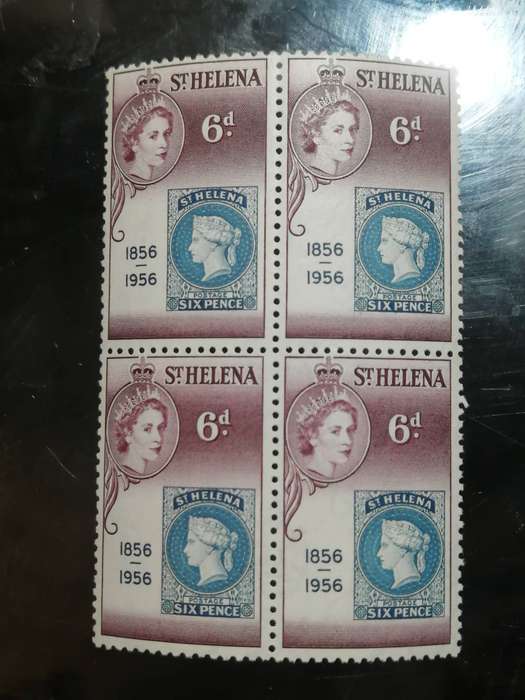 ST HELENA
6d.
ST HELENA
1856
1956
POSTAGE
SIX PENCE
ST HELENA
6d.
ST HELENA
1856
1956
POSTAGE
SIX PENCE
ST HELENA
6d.
ST HELENA
1856
1956
POSTAGE
SIX PENCE
ST HELENA
6d.
ST HELENA
1856
1956
POSTAGE
SIX PENCE